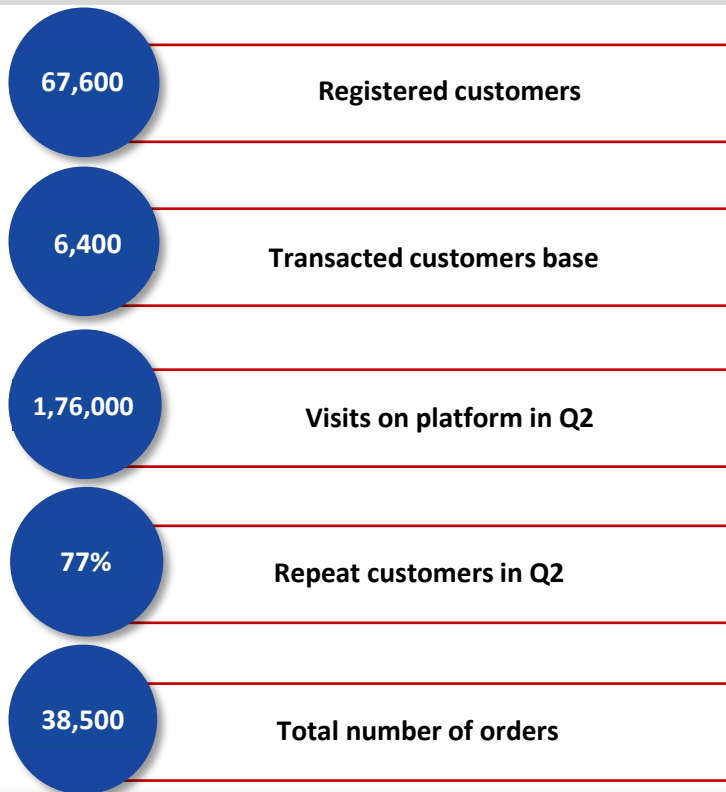 67,600
Registered customers
6,400
Transacted customers base
1,76,000
Visits on platform in Q2
77%
Repeat customers in Q2
38,500
Total number of orders